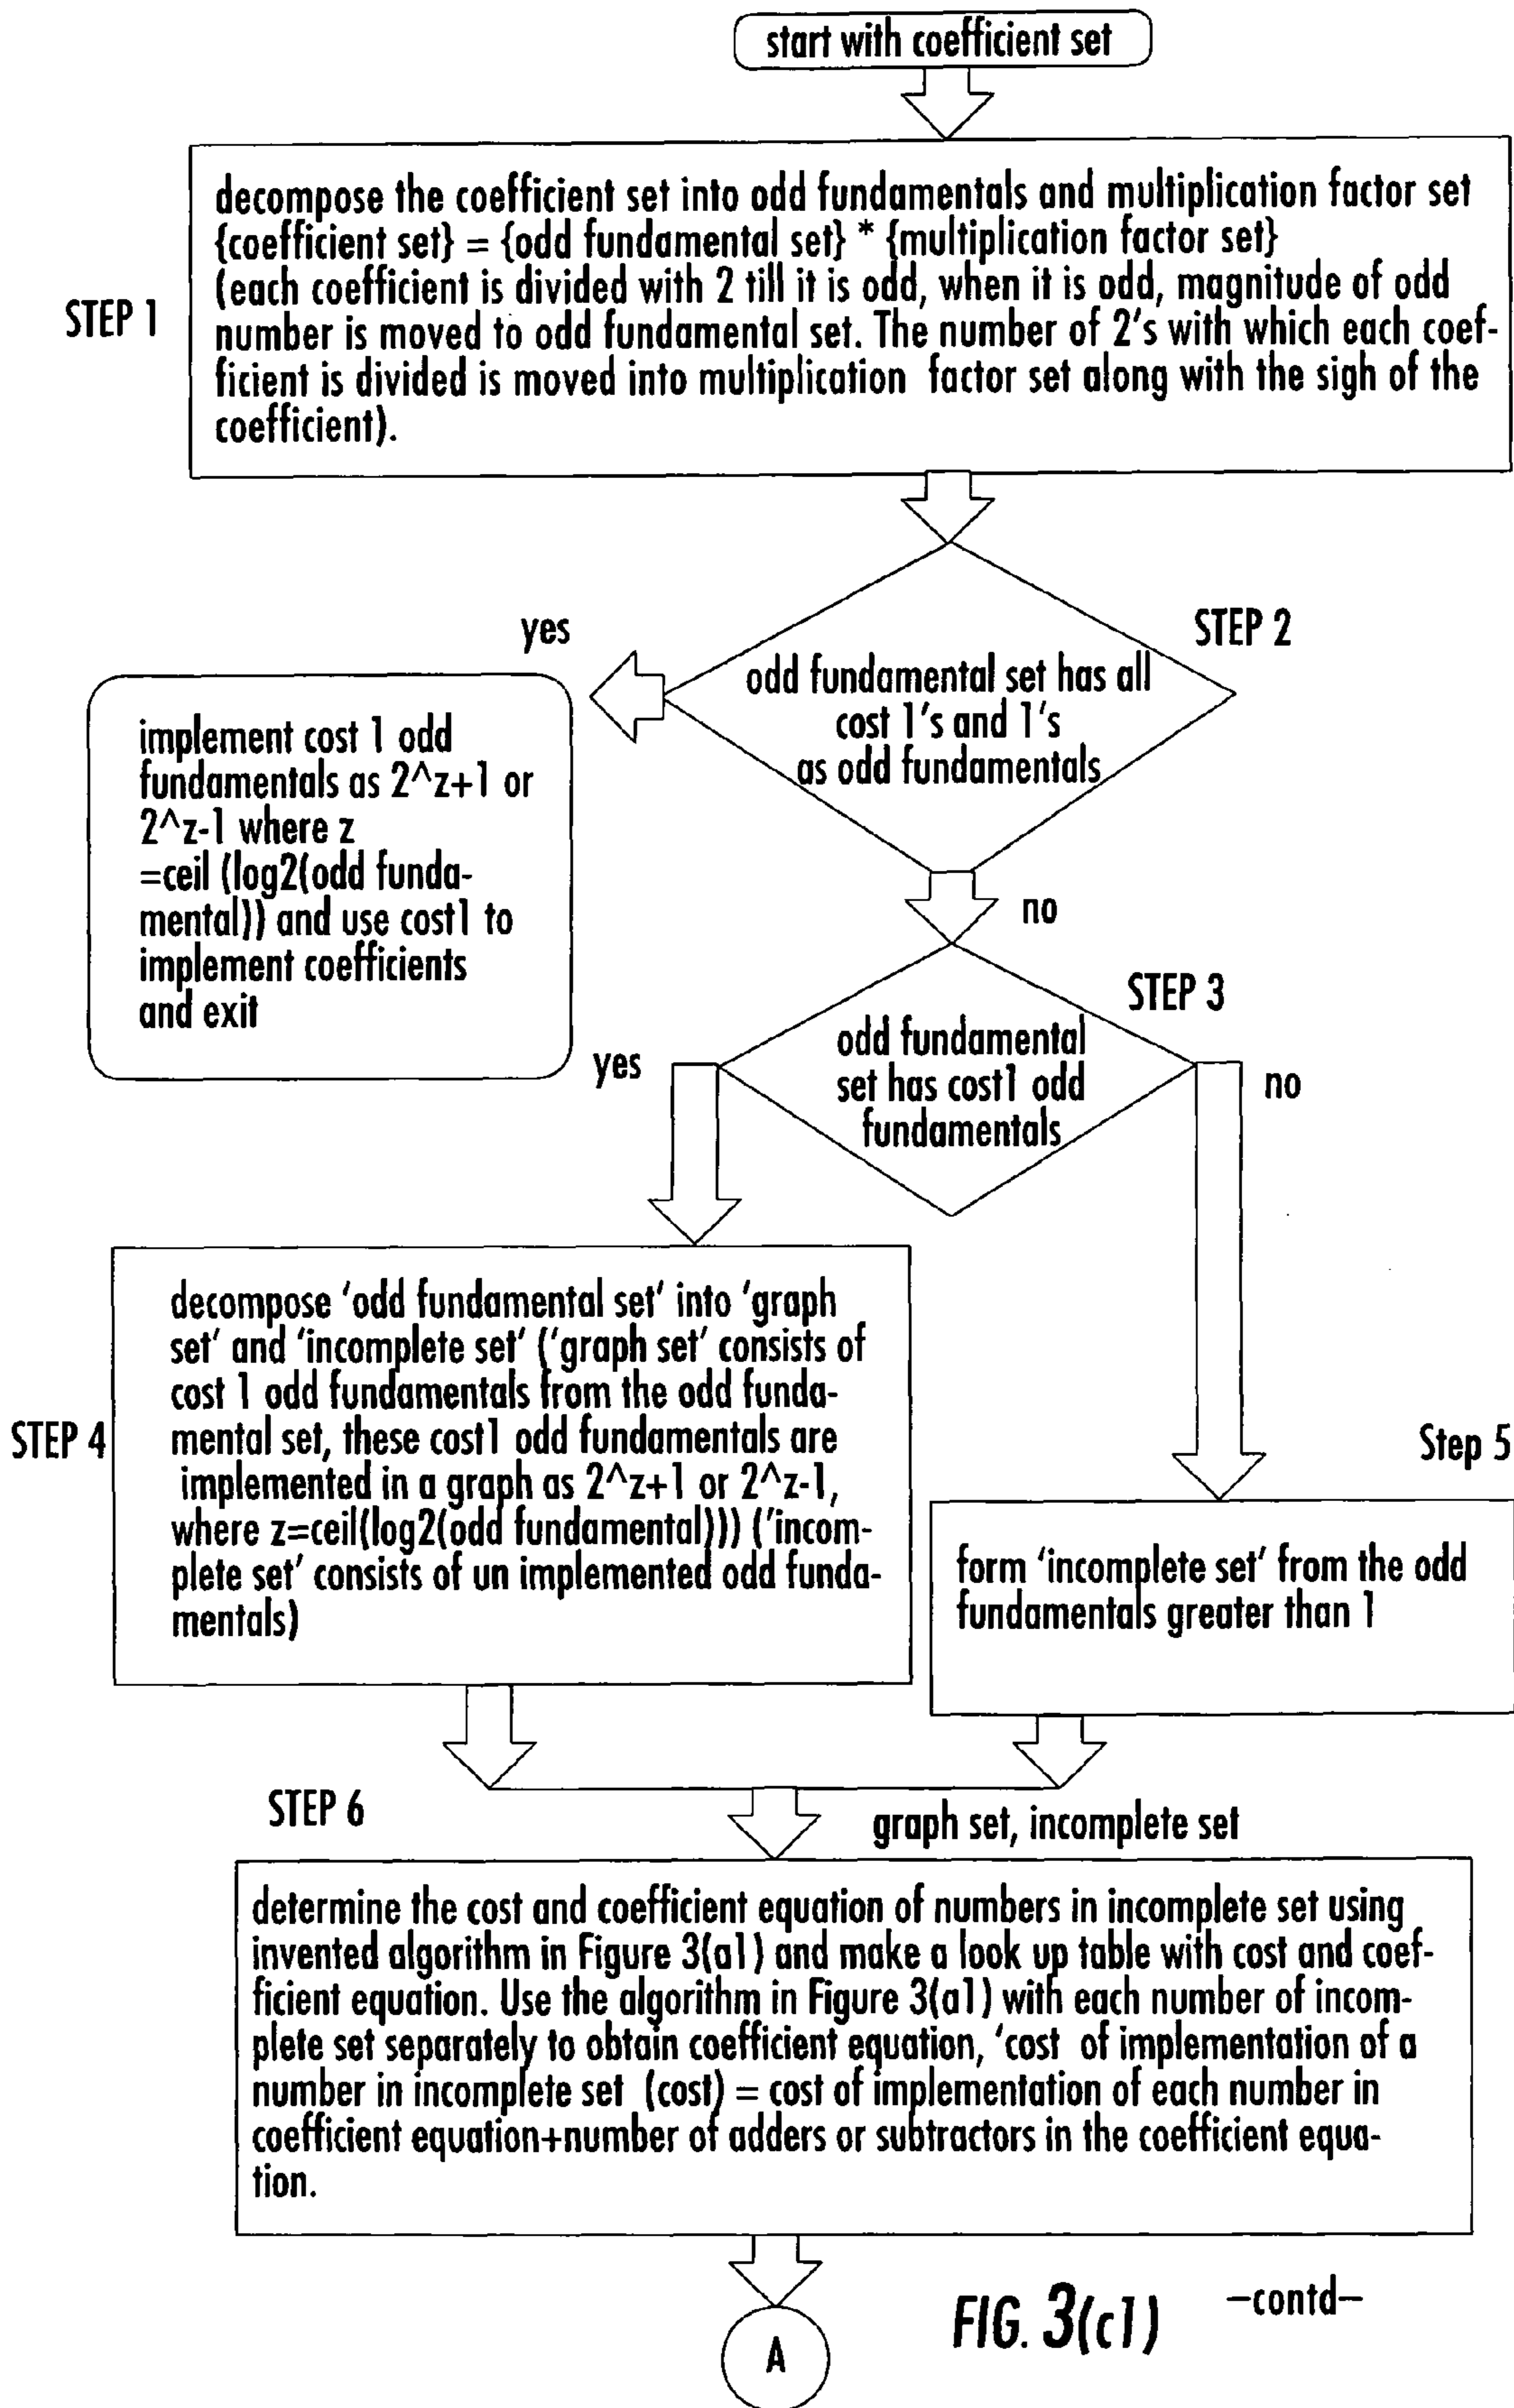 start with coefficient set
decompose the coefficient set into odd fundamentals and multiplication factor set
{coefficient set} = {odd fundamental set} * {multiplication factor set}
(each coefficient is divided with 2 till it is odd, when it is odd, magnitude of odd
number is moved to odd fundamental set. The number of 2's with which each coef-
ficient is divided is moved into multiplication factor set along with the sigh of the
coefficient).
STEP 1
yes
STEP 2
odd fundamental set has all
cost 1's and 1's
as odd fundamentals
implement cost 1 odd
fundamentals as 2^z+1 or
2^z-1 where z
=ceil (log2(odd funda-
mental)) and use cost1 to
implement coefficients
and exit
no
STEP 3
odd fundamental
set has cost1 odd
fundamentals
yes
no
decompose 'odd fundamental set' into 'graph
set' and 'incomplete set' ('graph set' consists of
cost 1 odd fundamentals from the odd funda-
mental set, these cost1 odd fundamentals are
implemented in a graph as 2^z+1 or 2^z-1,
where z=ceil(log2(odd fundamental))) ('incom-
plete set' consists of un implemented odd funda-
mentals)
STEP 4
Step 5
form 'incomplete set' from the odd
fundamentals greater than 1
STEP 6
graph set, incomplete set
determine the cost and coefficient equation of numbers in incomplete set using
invented algorithm in Figure 3(a1) and make a look up table with cost and coef-
ficient equation. Use the algorithm in Figure 3(a1) with each number of incom-
plete set separately to obtain coefficient equation, 'cost of implementation of a
number in incomplete set (cost) = cost of implementation of each number in
coefficient equation+number of adders or subtractors in the coefficient equa-
tion.
A
FIG. 3(c1)
–contd–